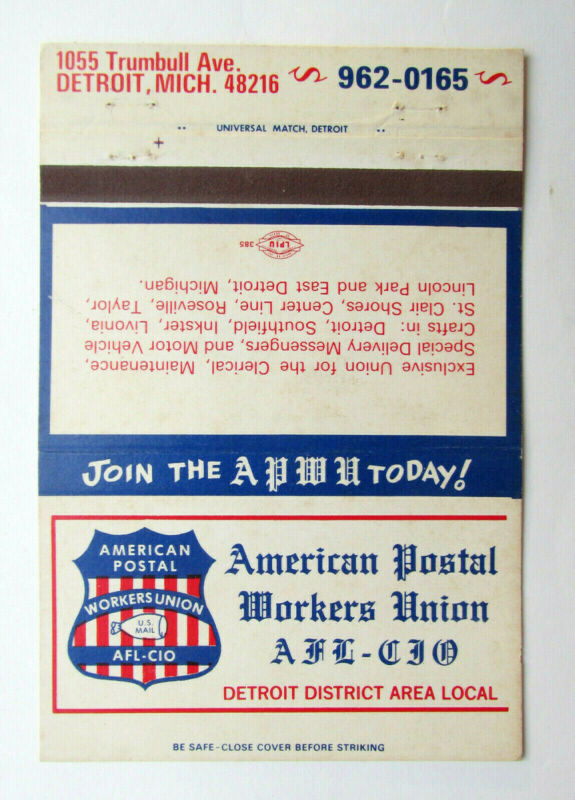 1055 Trumbull Ave.
DETROIT, MICH. 48216
962-0165
UNIVERSAL MATCH, DETROIT
Exclusive Union for the Clerical, Maintenance,
Special Delivery Messengers, and Motor Vehicle
Crafts in: Detroit, Southfield, Inkster, Livonia,
St. Clair Shores, Center Line, Roseville, Taylor,
Lincoln Park and East Detroit, Michigan.
LPIU
385
JOIN THE APWU TODAY!
AMERICAN
POSTAL
WORKERS UNION
U.S.
MAIL
AFL-CIO
American Postal
Workers Union
AFL-CIO
DETROIT DISTRICT AREA LOCAL
BE SAFE-CLOSE COVER BEFORE STRIKING